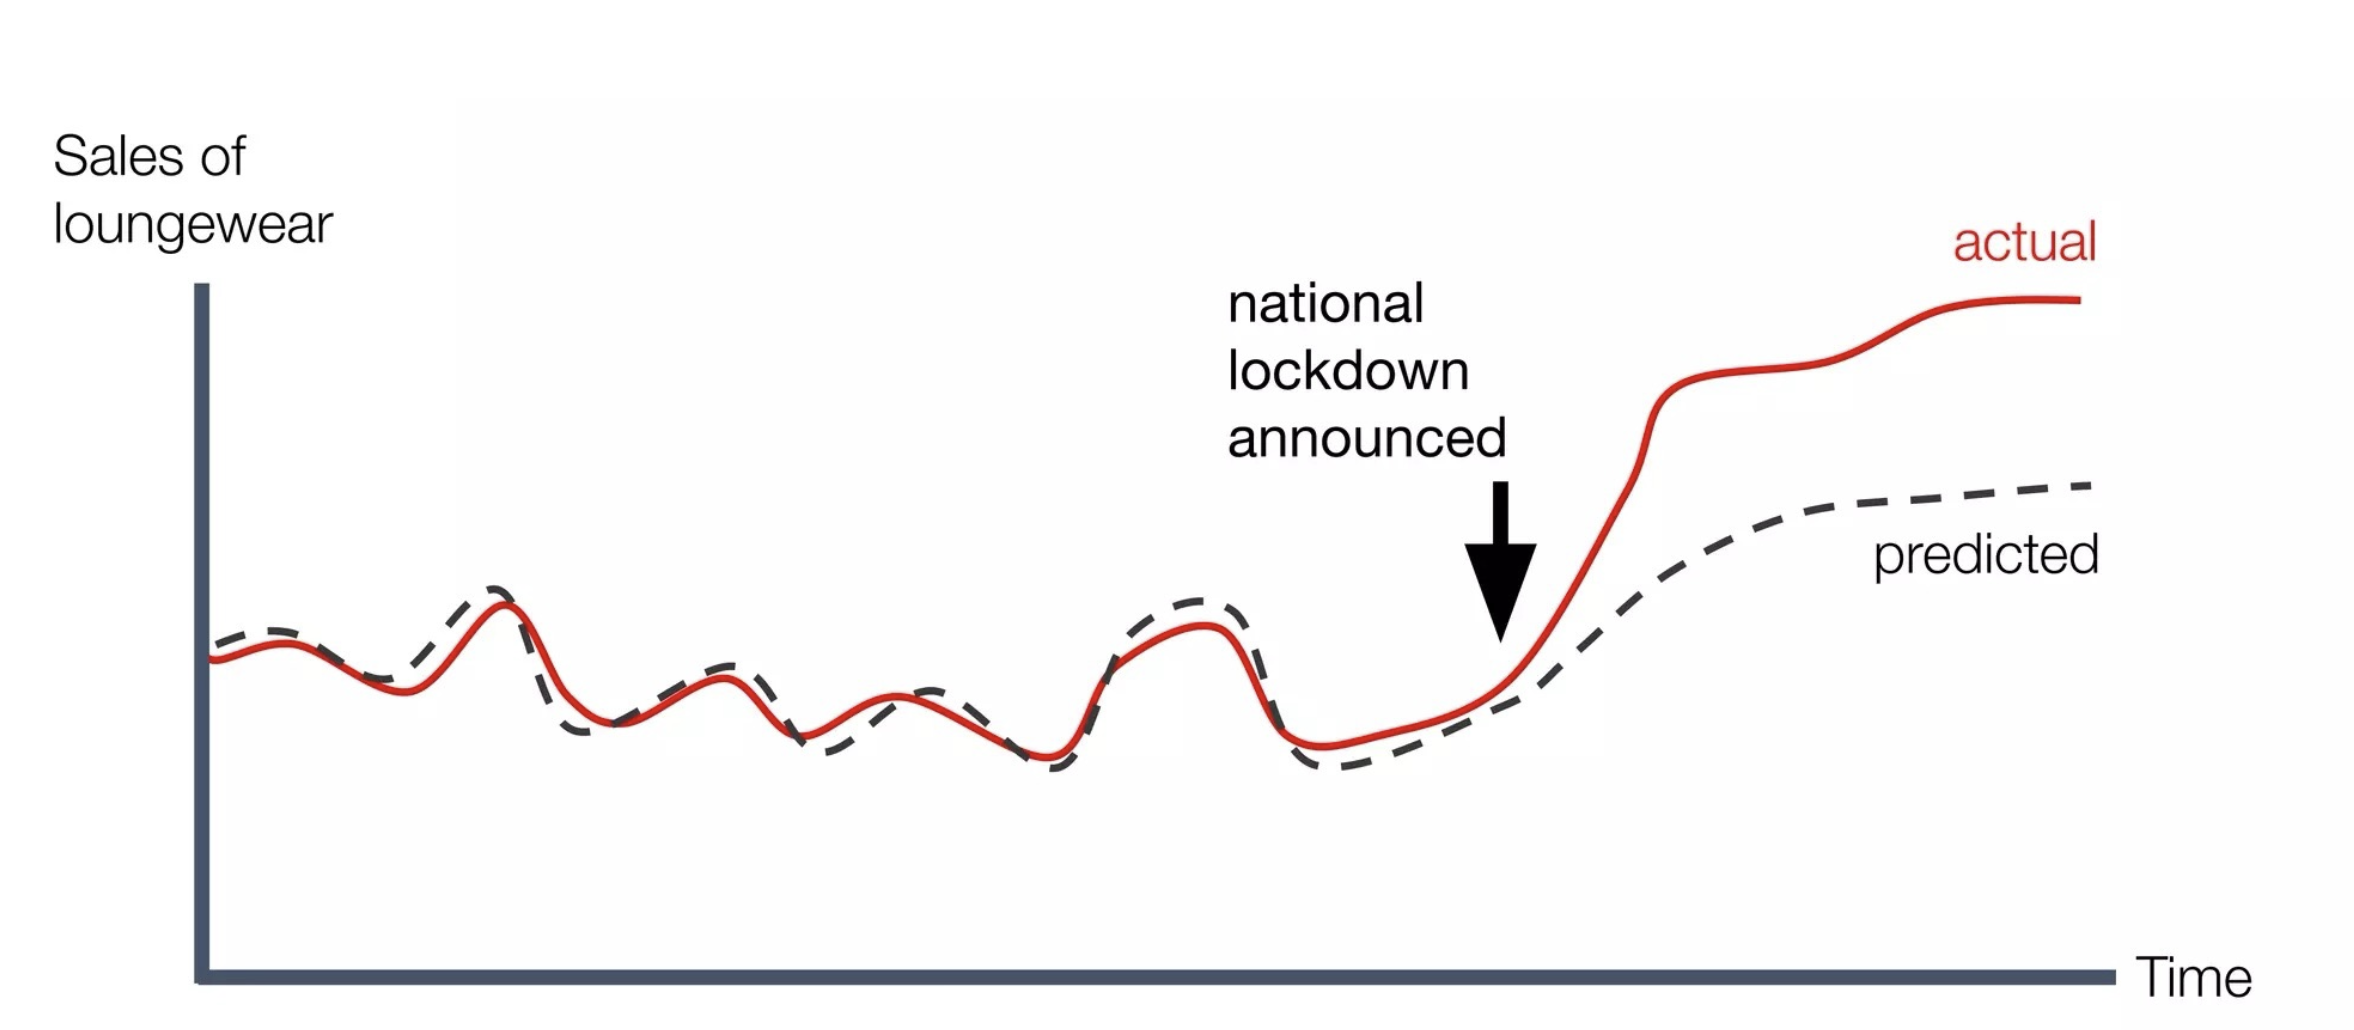 Sales of
loungewear
actual
national
lockdown
announced
predicted
Time